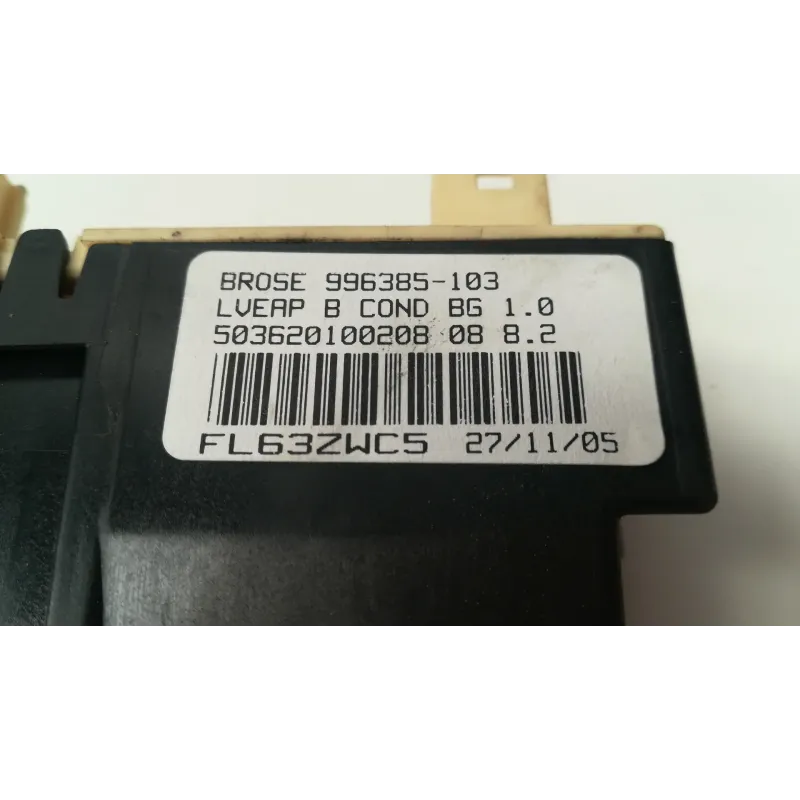 BROSE 996385-103
LVEAP B COND BG 1.0
503620100208 08 8.2
FL63ZWC5 27/11/05